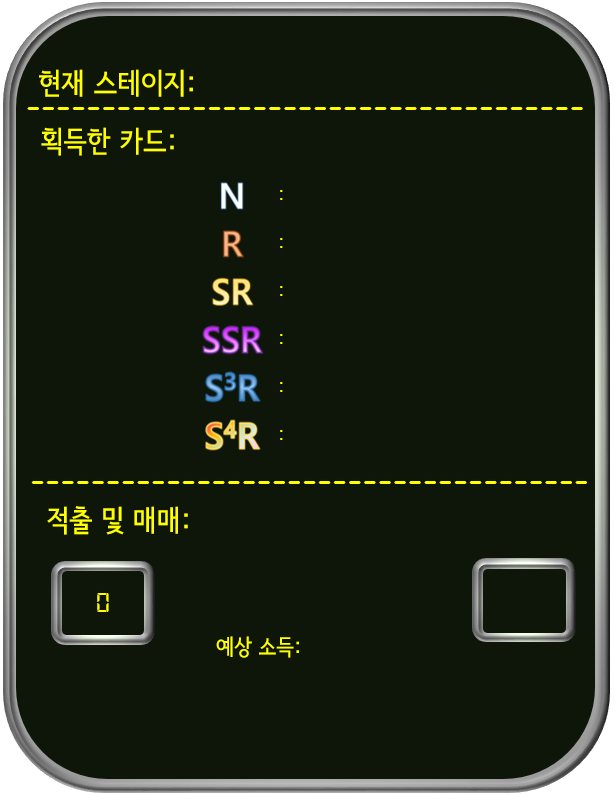 현재 스테이지:
획득한 카드:
N :
R :
SR :
SSR :
S³R :
S⁴R :
적출 및 매매:
0
예상 소득: